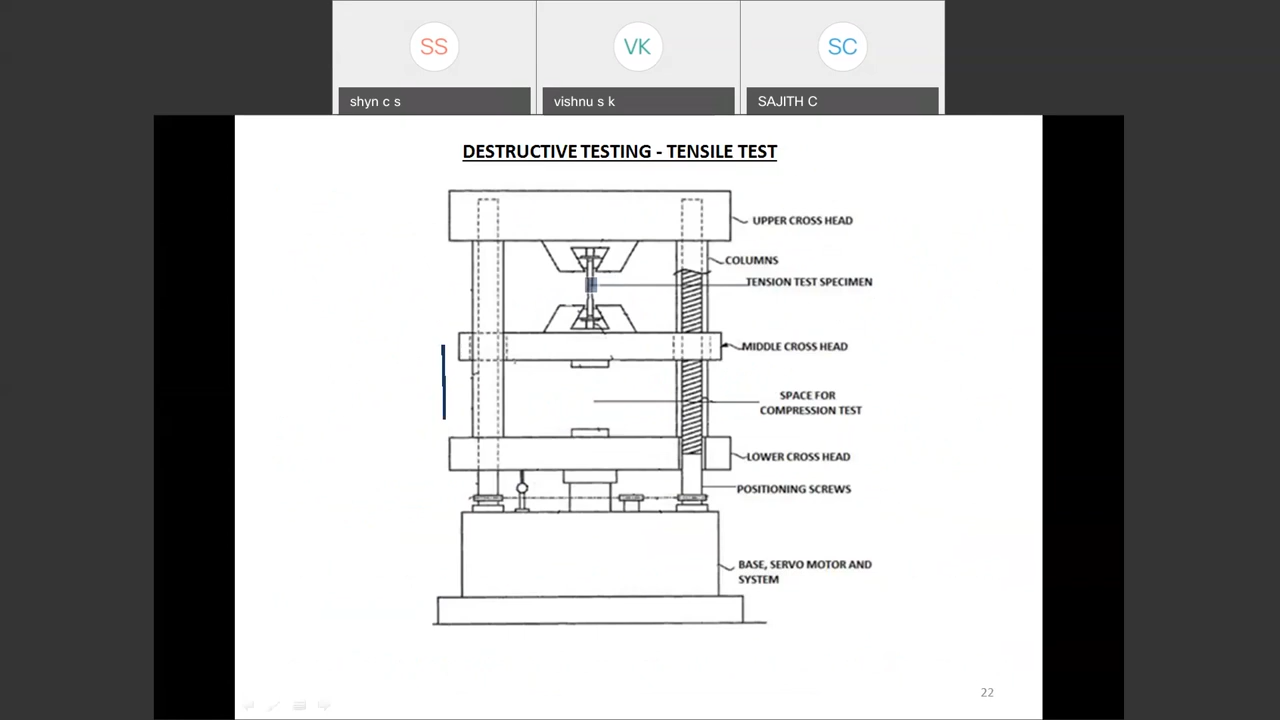 SS
VK
SC
shyn c s
vishnu s k
SAJITH C
DESTRUCTIVE TESTING - TENSILE TEST
UPPER CROSS HEAD
COLUMNS
TENSION TEST SPECIMEN
MIDDLE CROSS HEAD
SPACE FOR
COMPRESSION TEST
LOWER CROSS HEAD
POSITIONING SCREWS
BASE, SERVO MOTOR AND
SYSTEM
22